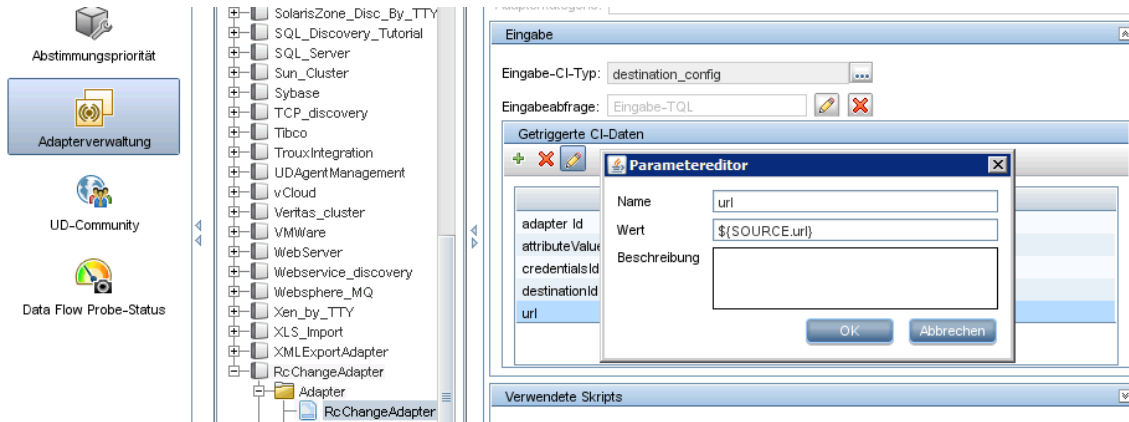 Abstimmungspriorität
Adapterverwaltung
UD-Community
Data Flow Probe-Status
SolarisZone_Disc_By_TTY
SQL_Discovery_Tutorial
SQL_Server
Sun_Cluster
Sybase
TCP_discovery
Tibco
TrouxIntegration
UDAgentManagement
vCloud
Veritas_cluster
VMWare
WebServer
Webservice_discovery
Websphere_MQ
Xen_by_TTY
XLS_Import
XMLExportAdapter
RcChangeAdapter
Adapter
RcChangeAdapter
Adapterkategorie:
Eingabe
Eingabe-CI-Typ: destination_config ...
Eingabeabfrage: Eingabe-TQL
Getriggerte CI-Daten
adapter Id
attributeValue
credentialsId
destinationId
url
Parametereditor
Name url
Wert ${SOURCE.url}
Beschreibung
OK Abbrechen
Verwendete Skripts